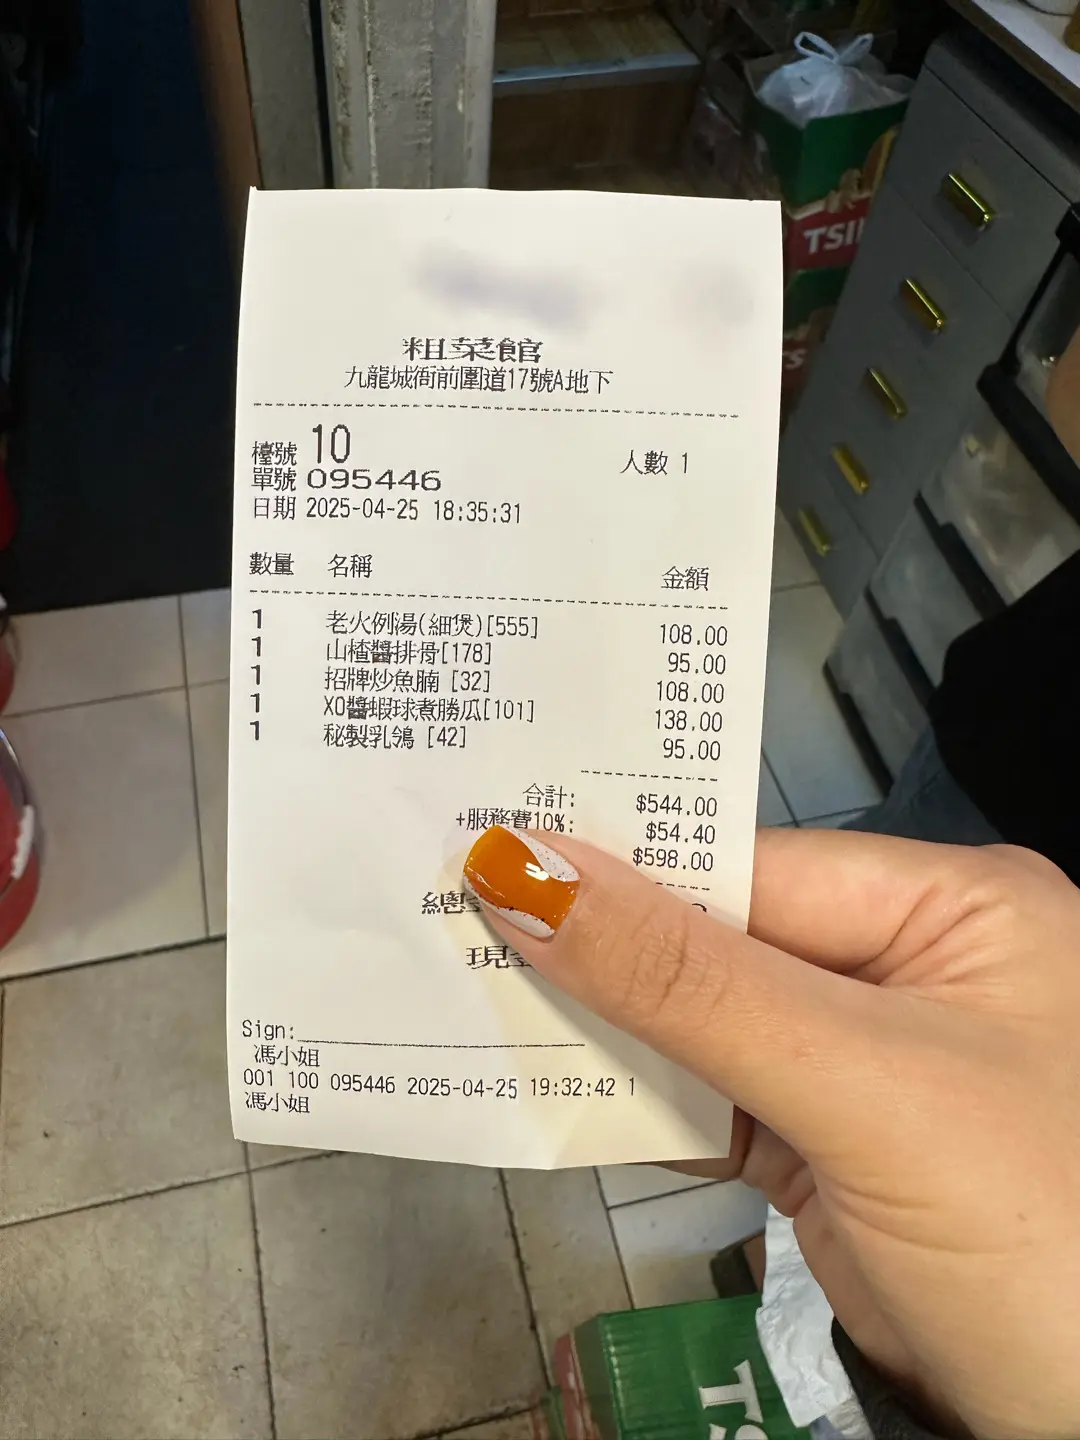 粗菜館
九龍城衙前圍道17號A地下
檯號 10 人數 1
單號 095446
日期 2025-04-25 18:35:31
數量 名稱 金額
1 老火例湯(細煲)[555] 108.00
1 山楂醬排骨[178] 95.00
1 招牌炒魚腩 [32] 108.00
1 XO醬蝦球煮勝瓜[101] 138.00
1 秘製乳鴿 [42] 95.00
合計: $544.00
+服務費10%: $54.40
$598.00
總
現
Sign:
馮小姐
001 100 095446 2025-04-25 19:32:42 1
馮小姐
TSI
TS